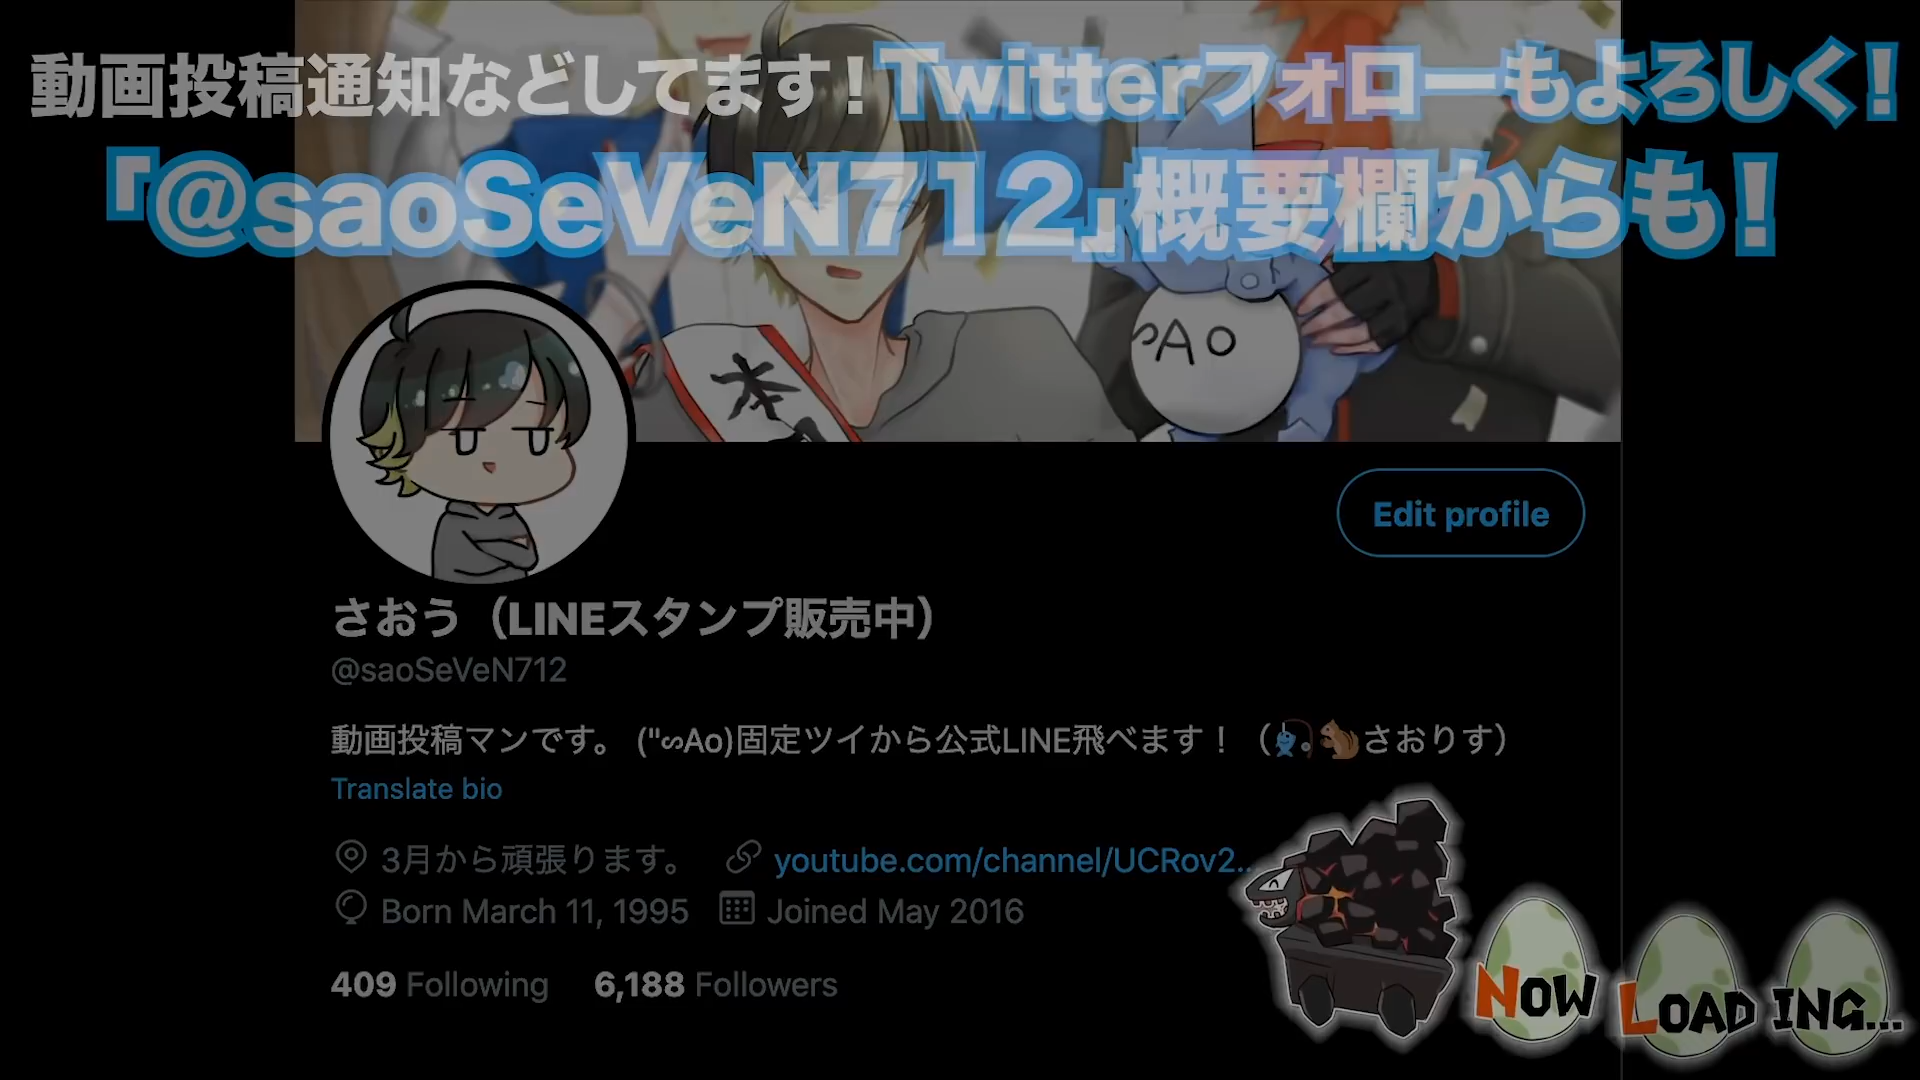 動画投稿通知などしてます！Twitterフォローもよろしく！
「@saoSeVeN712」概要欄からも！
sAo
本
Edit profile
さおう（LINEスタンプ販売中）
@saoSeVeN712
動画投稿マンです。 ("ᔕAo)固定ツイから公式LINE飛べます！（🎣。🐿️さおりす）
Translate bio
3月から頑張ります。 youtube.com/channel/UCRov2...
Born March 11, 1995 Joined May 2016
409 Following 6,188 Followers
NOW LOADING...